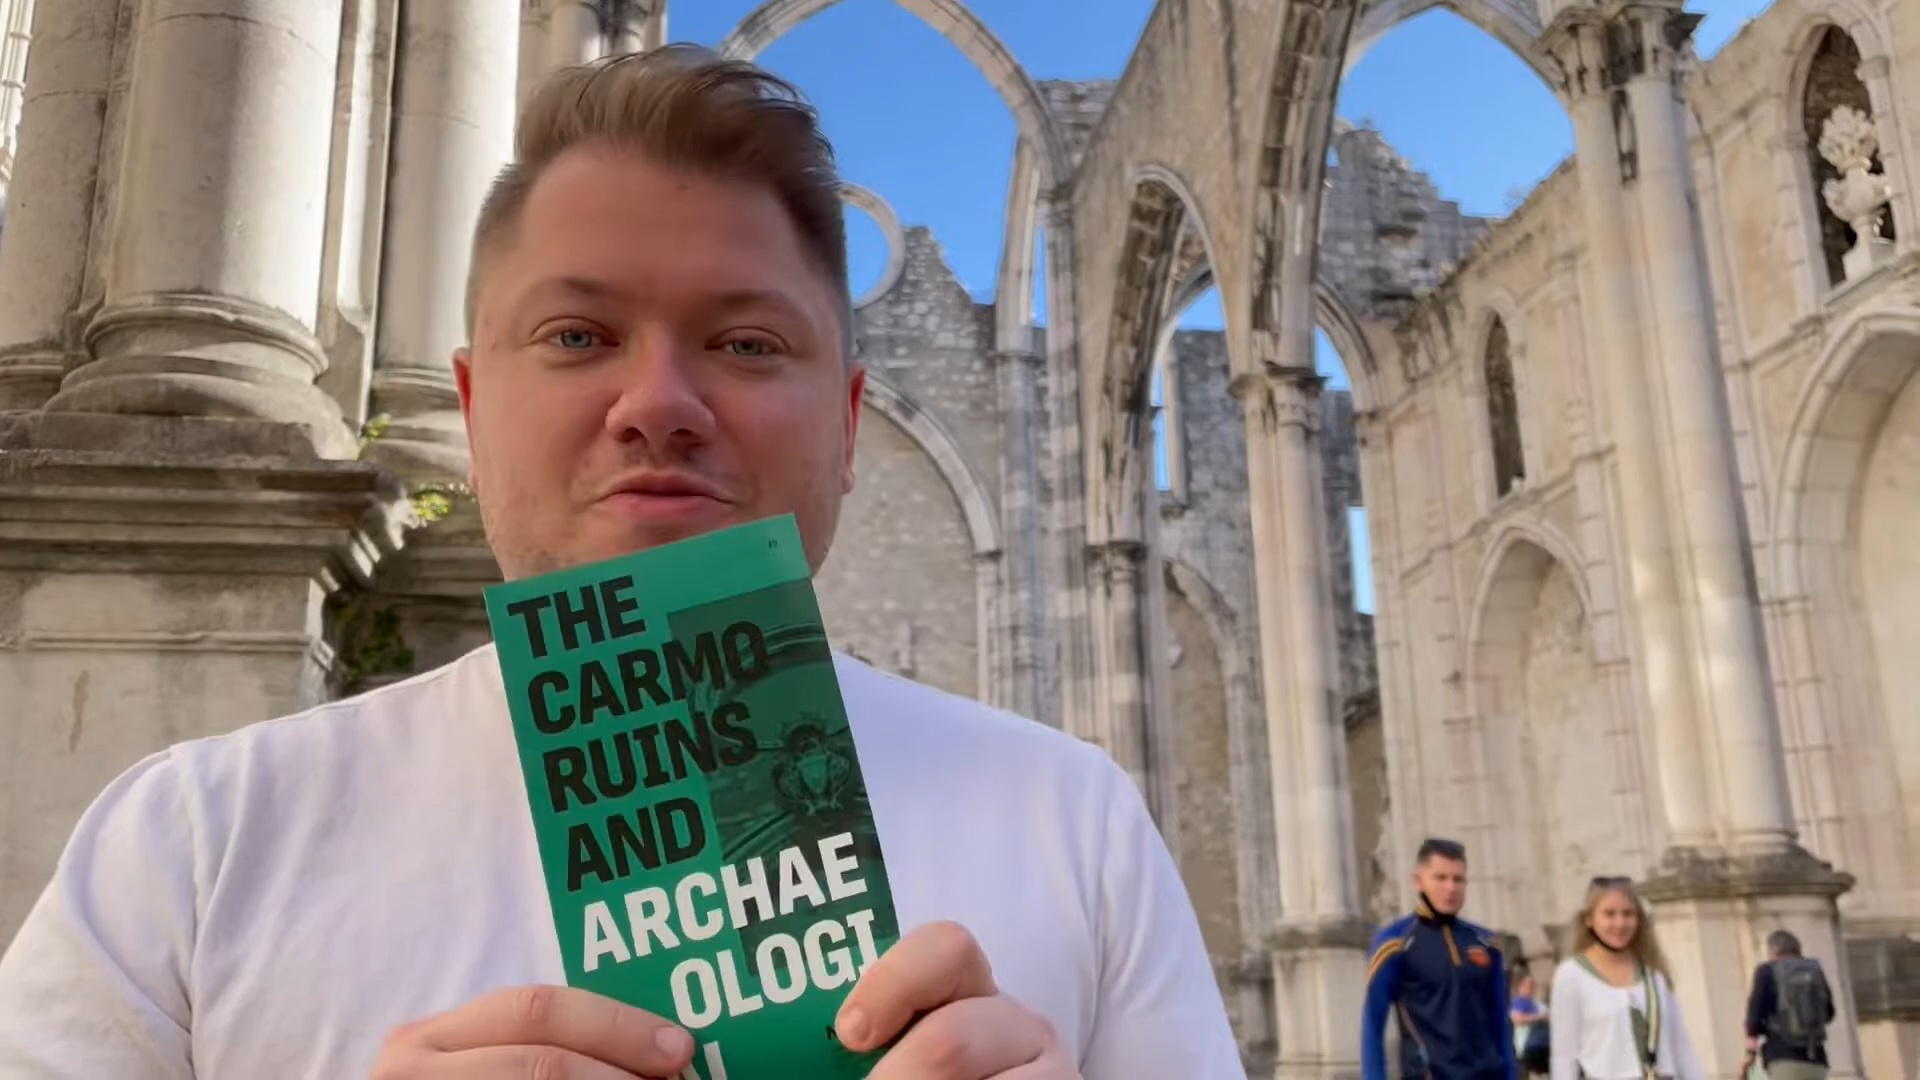 THE
CARMO
RUINS
AND
ARCHAE
OLOGI